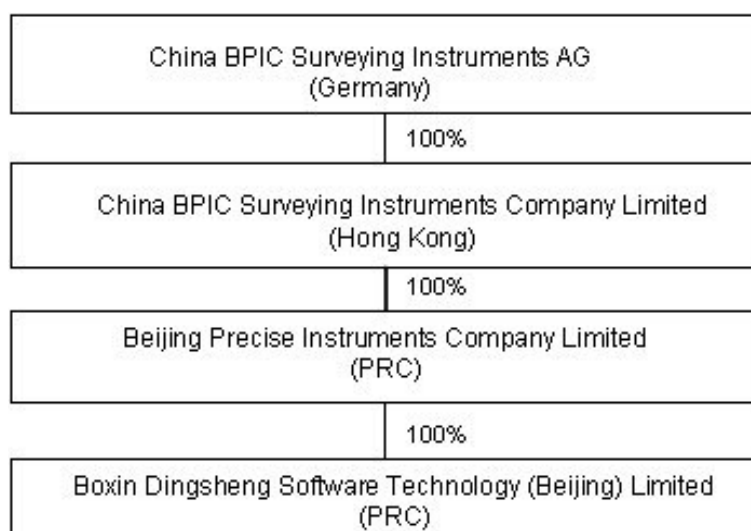 China BPIC Surveying Instruments AG
(Germany)
100%
China BPIC Surveying Instruments Company Limited
(Hong Kong)
100%
Beijing Precise Instruments Company Limited
(PRC)
100%
Boxin Dingsheng Software Technology (Beijing) Limited
(PRC)